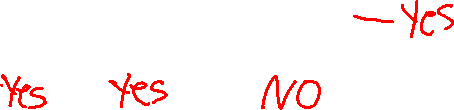 — Yes
Yes Yes NO